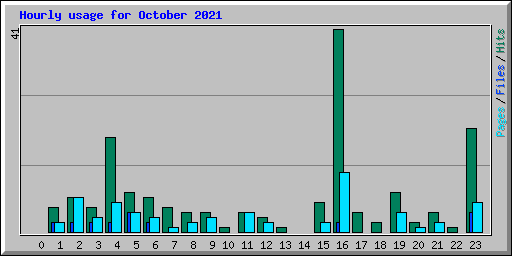 Hourly usage for October 2021
41
Pages/Files/Hits
0 1 2 3 4 5 6 7 8 9 10 11 12 13 14 15 16 17 18 19 20 21 22 23